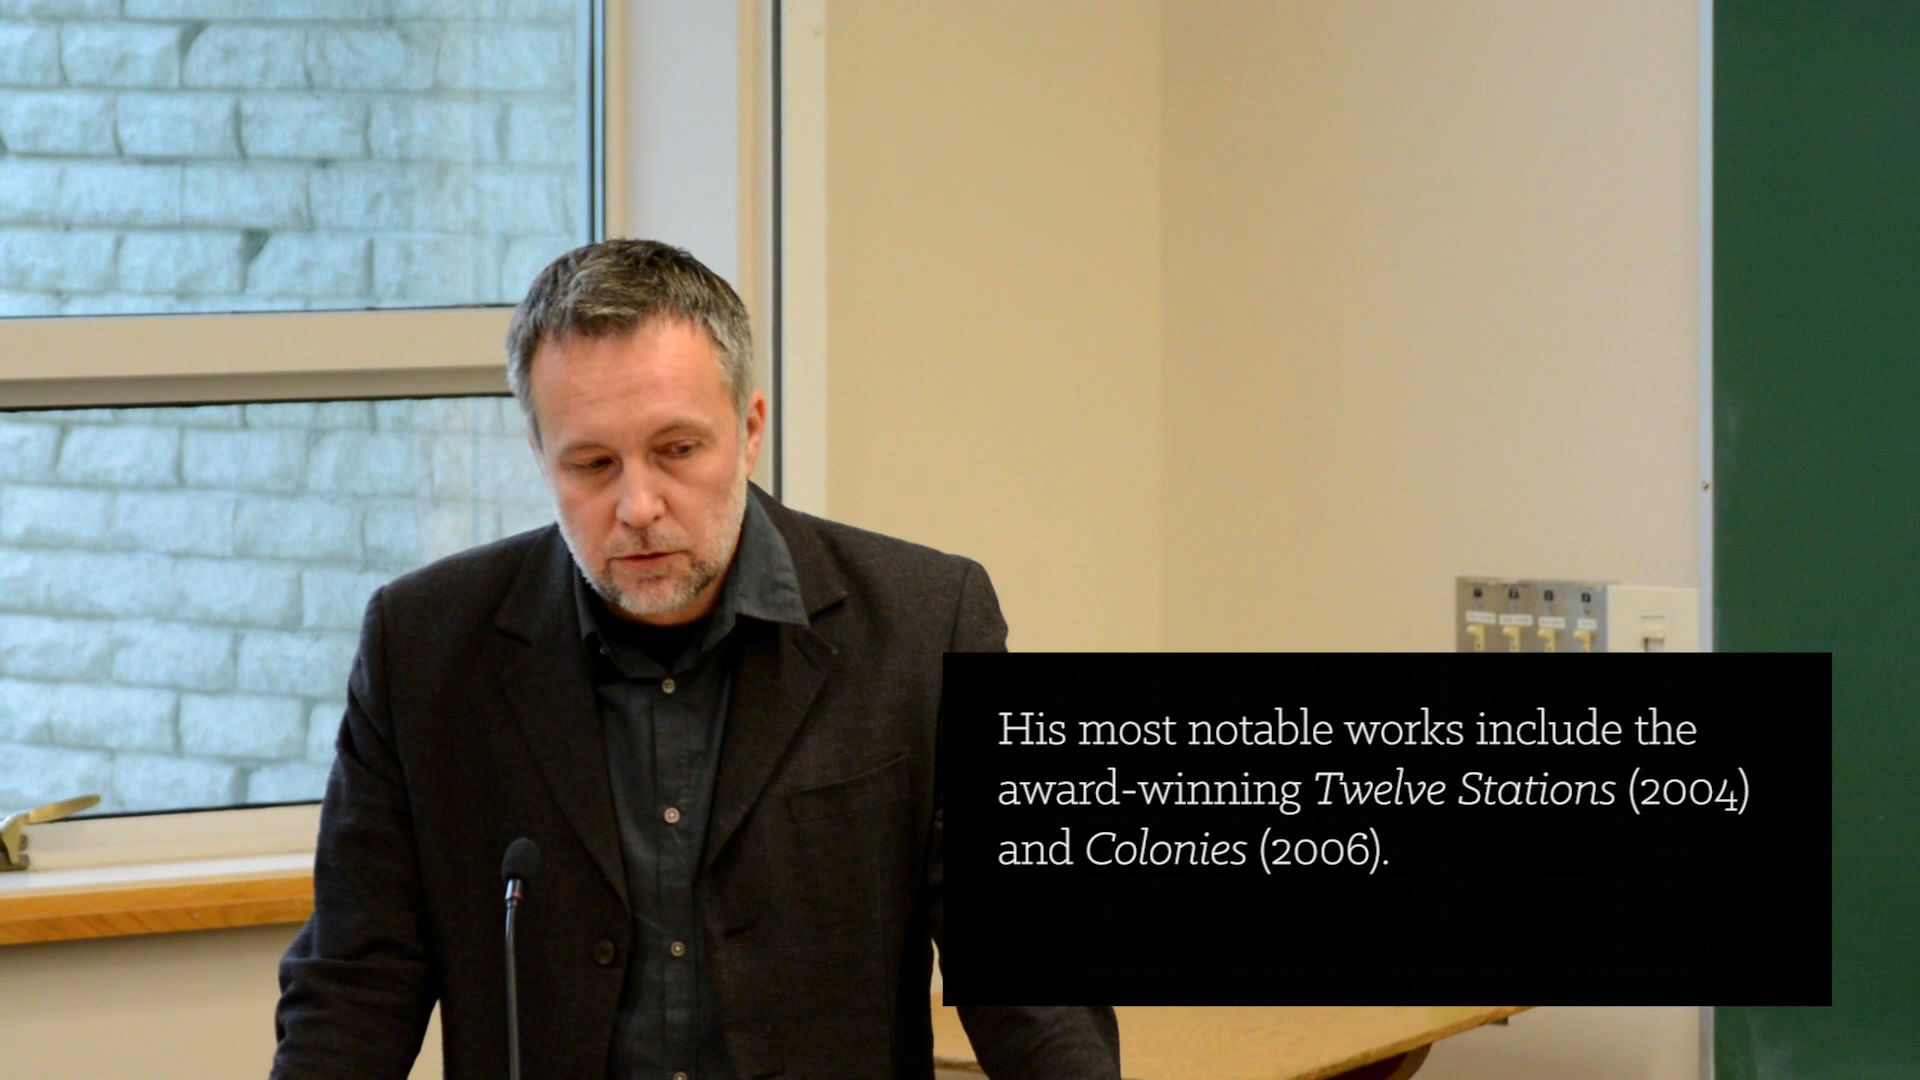 His most notable works include the
award-winning Twelve Stations (2004)
and Colonies (2006).